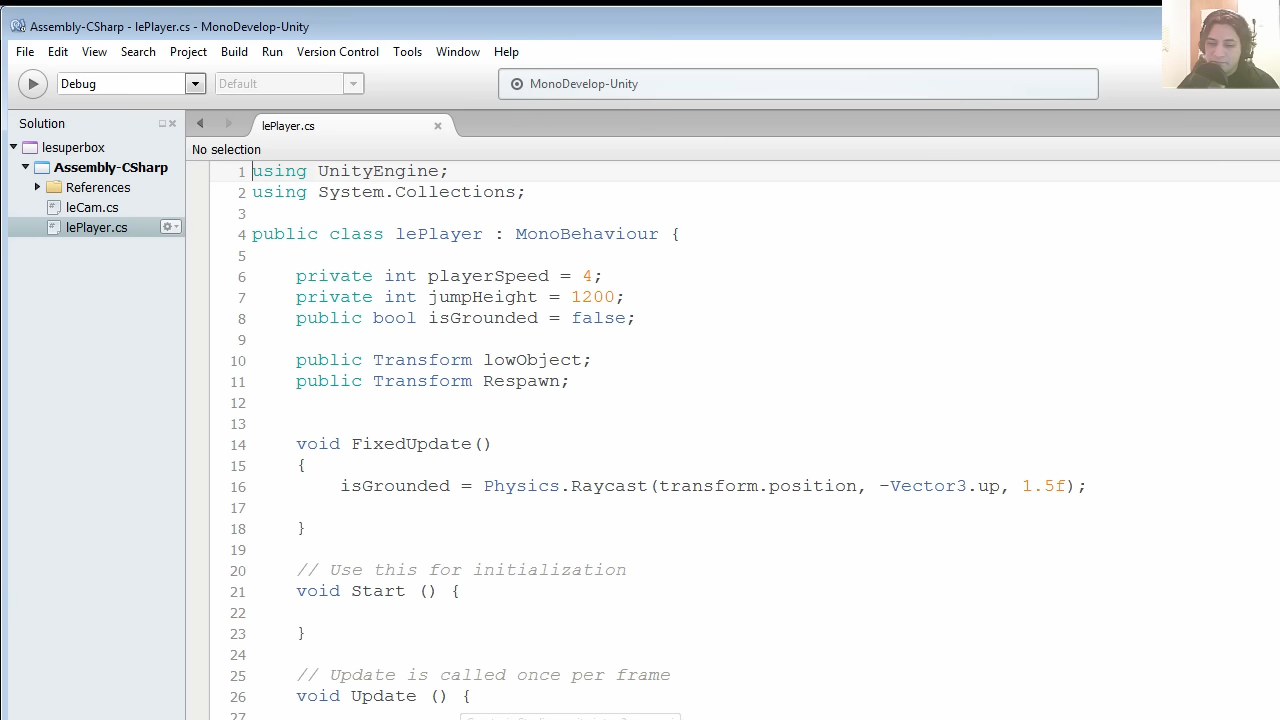 Assembly-CSharp - lePlayer.cs - MonoDevelop-Unity
File Edit View Search Project Build Run Version Control Tools Window Help
Debug Default MonoDevelop-Unity
Solution
lePlayer.cs
No selection
lesuperbox
Assembly-CSharp
References
leCam.cs
lePlayer.cs
1 using UnityEngine;
2 using System.Collections;
3
4 public class lePlayer : MonoBehaviour {
5
6 private int playerSpeed = 4;
7 private int jumpHeight = 1200;
8 public bool isGrounded = false;
9
10 public Transform lowObject;
11 public Transform Respawn;
12
13
14 void FixedUpdate()
15 {
16 isGrounded = Physics.Raycast(transform.position, -Vector3.up, 1.5f);
17
18 }
19
20 // Use this for initialization
21 void Start () {
22
23 }
24
25 // Update is called once per frame
26 void Update () {
27